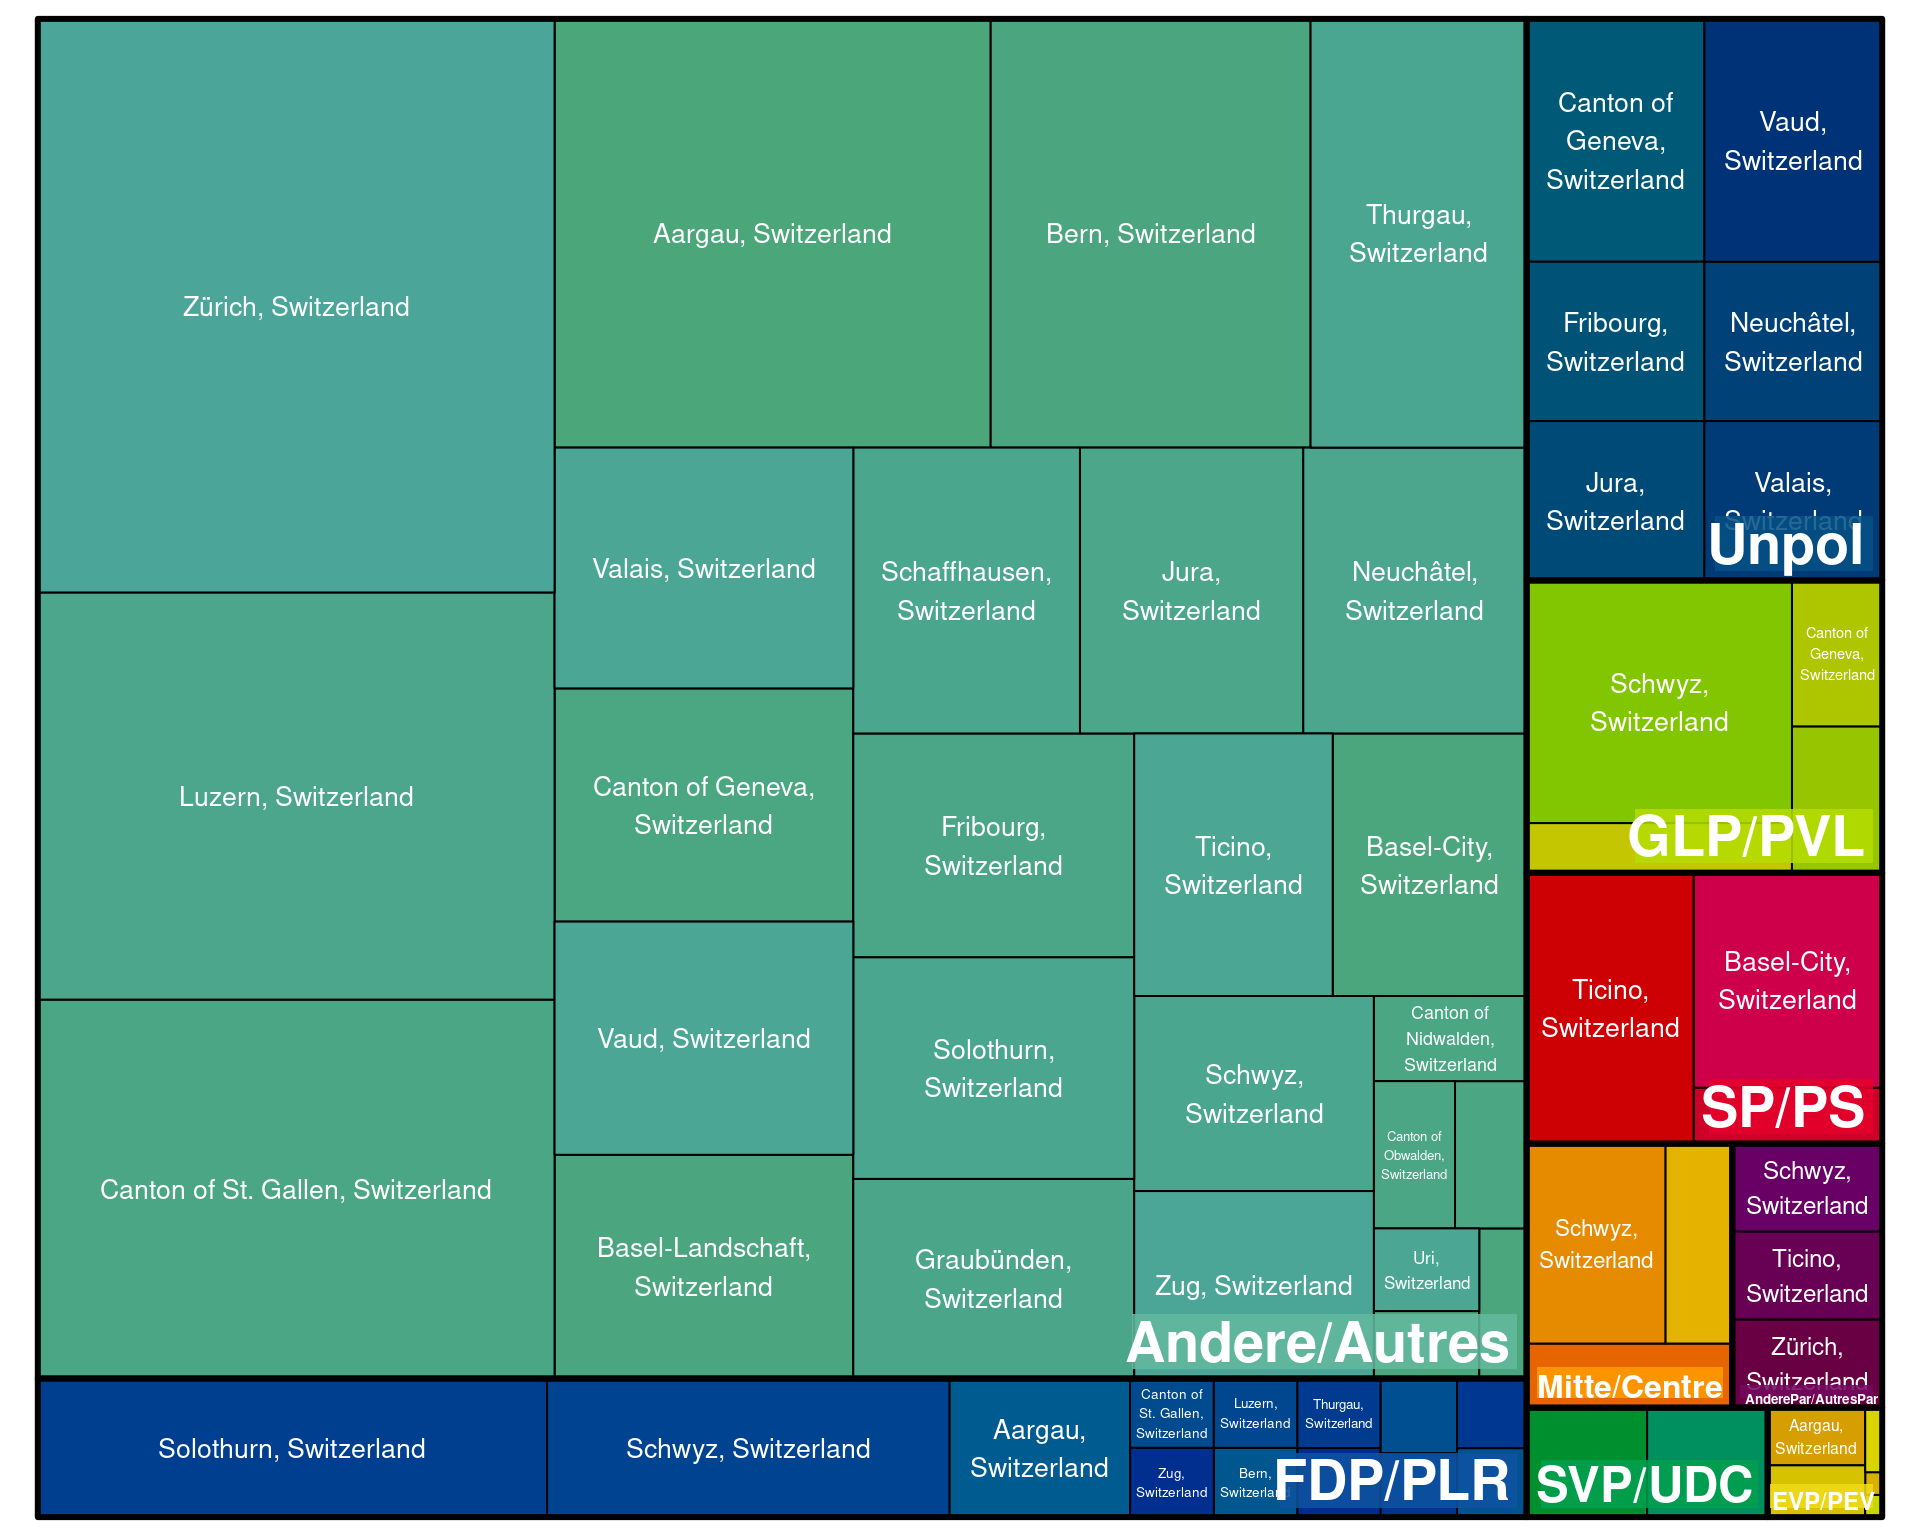 Zürich, Switzerland
Luzern, Switzerland
Canton of St. Gallen, Switzerland
Aargau, Switzerland
Bern, Switzerland
Thurgau,
Switzerland
Valais, Switzerland
Schaffhausen,
Switzerland
Jura,
Switzerland
Neuchâtel,
Switzerland
Canton of Geneva,
Switzerland
Vaud, Switzerland
Basel-Landschaft,
Switzerland
Fribourg,
Switzerland
Solothurn,
Switzerland
Graubünden,
Switzerland
Ticino,
Switzerland
Basel-City,
Switzerland
Schwyz,
Switzerland
Zug, Switzerland
Canton of
Nidwalden,
Switzerland
Canton of
Obwalden,
Switzerland
Uri,
Switzerland
Andere/Autres
Solothurn, Switzerland
Schwyz, Switzerland
Aargau,
Switzerland
Canton of
St. Gallen,
Switzerland
Zug,
Switzerland
Luzern,
Switzerland
Bern,
Switzerland
Thurgau,
Switzerland
FDP/PLR
Canton of
Geneva,
Switzerland
Vaud,
Switzerland
Fribourg,
Switzerland
Neuchâtel,
Switzerland
Jura,
Switzerland
Valais,
Switzerland
Unpol
Schwyz,
Switzerland
Canton of
Geneva,
Switzerland
GLP/PVL
Ticino,
Switzerland
Basel-City,
Switzerland
SP/PS
Schwyz,
Switzerland
Mitte/Centre
Schwyz,
Switzerland
Ticino,
Switzerland
Zürich,
Switzerland
AnderePar/AutresPar
SVP/UDC
Aargau,
Switzerland
EVP/PEV